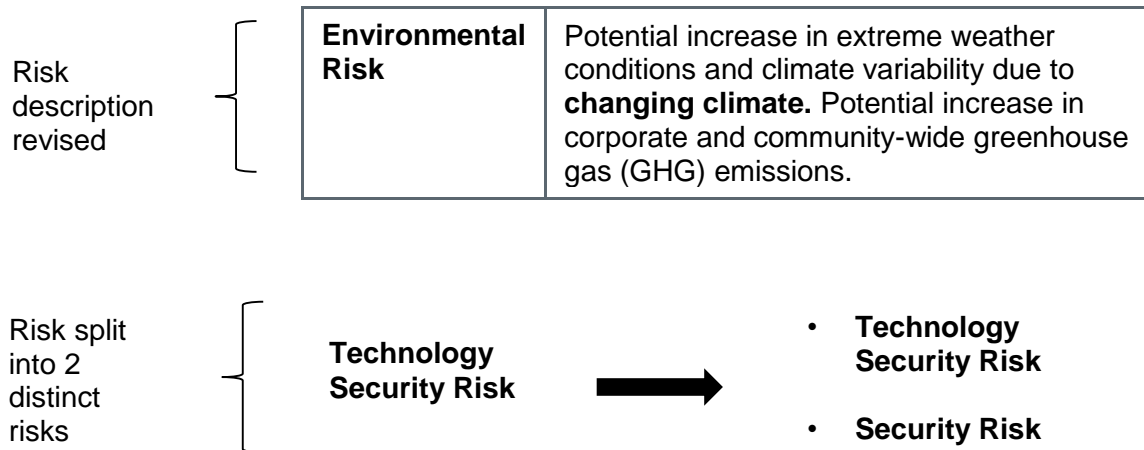 Risk
description
revised
Environmental
Risk
Potential increase in extreme weather
conditions and climate variability due to
changing climate. Potential increase in
corporate and community-wide greenhouse
gas (GHG) emissions.
Risk split
into 2
distinct
risks
Technology
Security Risk
• Technology
Security Risk
• Security Risk